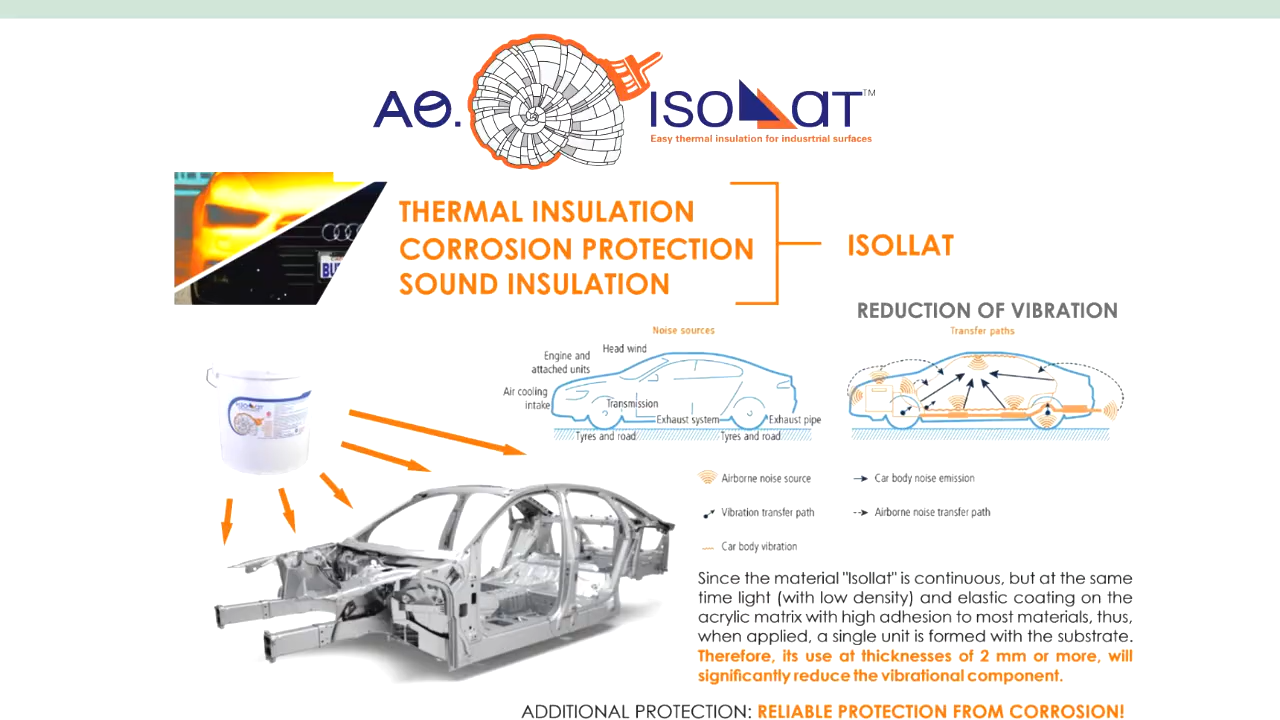 AΘ.
ISOLLAT™
Easy thermal insulation for indusrtrial surfaces
THERMAL INSULATION
CORROSION PROTECTION
SOUND INSULATION
ISOLLAT
REDUCTION OF VIBRATION
Noise sources
Transfer paths
Head wind
Engine and
attached units
Air cooling
intake
Transmission
Exhaust system
Exhaust pipe
Tyres and road
Tyres and road
Airborne noise source
Car body noise emission
Vibration transfer path
Airborne noise transfer path
Car body vibration
Since the material "Isollat" is continuous, but at the same
time light (with low density) and elastic coating on the
acrylic matrix with high adhesion to most materials, thus,
when applied, a single unit is formed with the substrate.
Therefore, its use at thicknesses of 2 mm or more, will
significantly reduce the vibrational component.
ADDITIONAL PROTECTION: RELIABLE PROTECTION FROM CORROSION!